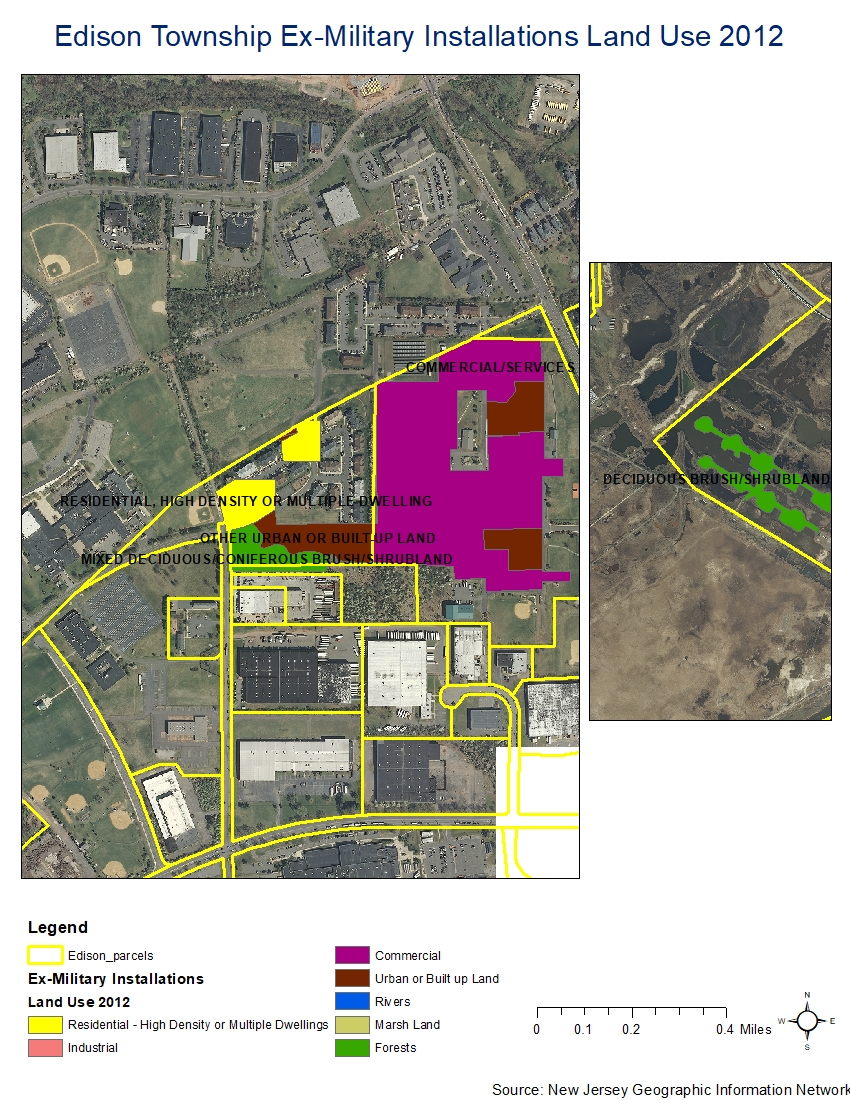 Edison Township Ex-Military Installations Land Use 2012
COMMERCIAL/SERVICES
RESIDENTIAL, HIGH DENSITY OR MULTIPLE DWELLING
OTHER URBAN OR BUILT-UP LAND
MIXED DECIDUOUS/CONIFEROUS BRUSH/SHRUBLAND
DECIDUOUS BRUSH/SHRUBLAND
Legend
Edison_parcels
Ex-Military Installations
Land Use 2012
Residential - High Density or Multiple Dwellings
Industrial
Commercial
Urban or Built up Land
Rivers
Marsh Land
Forests
0 0.1 0.2 0.4 Miles
N
W E
S
Source: New Jersey Geographic Information Network